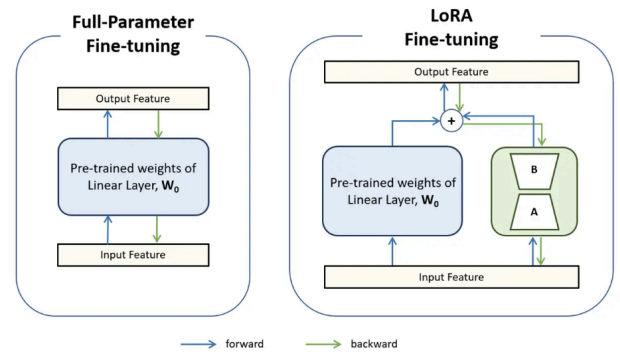 Full-Parameter
Fine-tuning
Output Feature
Pre-trained weights of
Linear Layer, W₀
Input Feature
LoRA
Fine-tuning
Output Feature
+
Pre-trained weights of
Linear Layer, W₀
B
A
Input Feature
forward
backward